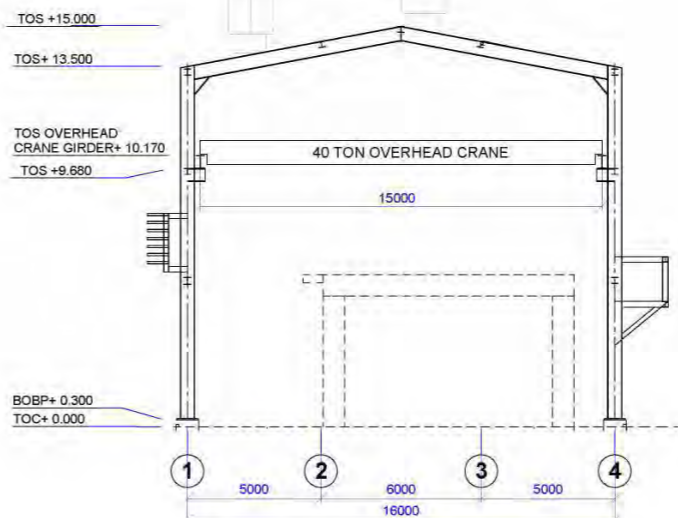 TOS +15.000
TOS+ 13.500
TOS OVERHEAD
CRANE GIRDER+ 10.170
40 TON OVERHEAD CRANE
TOS +9.680
15000
BOBP+ 0.300
TOC+ 0.000
1 2 3 4
5000 6000 5000
16000